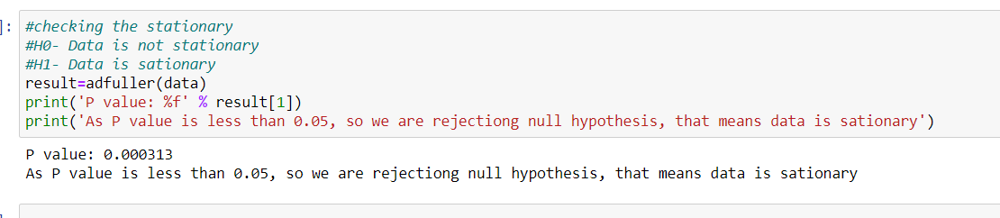 ]:
#checking the stationary
#H0- Data is not stationary
#H1- Data is sationary
result=adfuller(data)
print('P value: %f' % result[1])
print('As P value is less than 0.05, so we are rejectiong null hypothesis, that means data is sationary')
P value: 0.000313
As P value is less than 0.05, so we are rejectiong null hypothesis, that means data is sationary